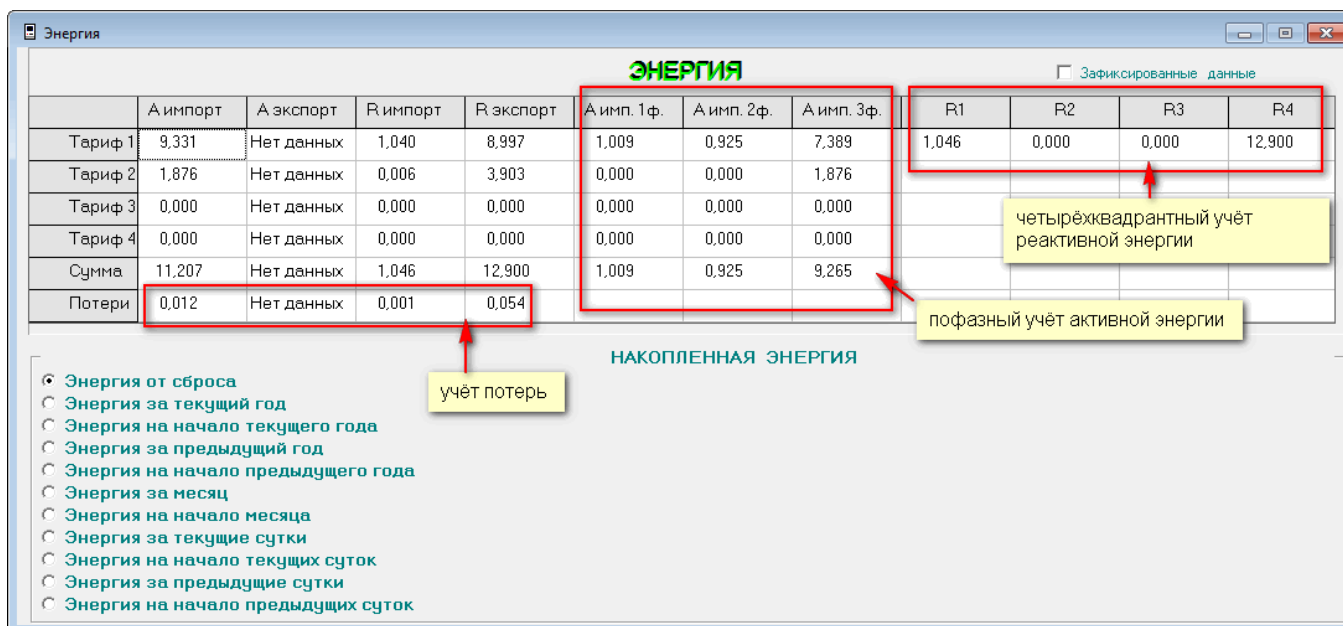 Энергия
ЭНЕРГИЯ
Зафиксированные данные
А импорт А экспорт R импорт R экспорт А имп. 1ф. А имп. 2ф. А имп. 3ф. R1 R2 R3 R4
Тариф 1 9,331 Нет данных 1,040 8,997 1,009 0,925 7,389 1,046 0,000 0,000 12,900
Тариф 2 1,876 Нет данных 0,006 3,903 0,000 0,000 1,876
Тариф 3 0,000 Нет данных 0,000 0,000 0,000 0,000 0,000
Тариф 4 0,000 Нет данных 0,000 0,000 0,000 0,000 0,000
Сумма 11,207 Нет данных 1,046 12,900 1,009 0,925 9,265
Потери 0,012 Нет данных 0,001 0,054
четырёхквадрантный учёт
реактивной энергии
пофазный учёт активной энергии
учёт потерь
НАКОПЛЕННАЯ ЭНЕРГИЯ
Энергия от сброса
Энергия за текущий год
Энергия на начало текущего года
Энергия за предыдущий год
Энергия на начало предыдущего года
Энергия за месяц
Энергия на начало месяца
Энергия за текущие сутки
Энергия на начало текущих суток
Энергия за предыдущие сутки
Энергия на начало предыдущих суток